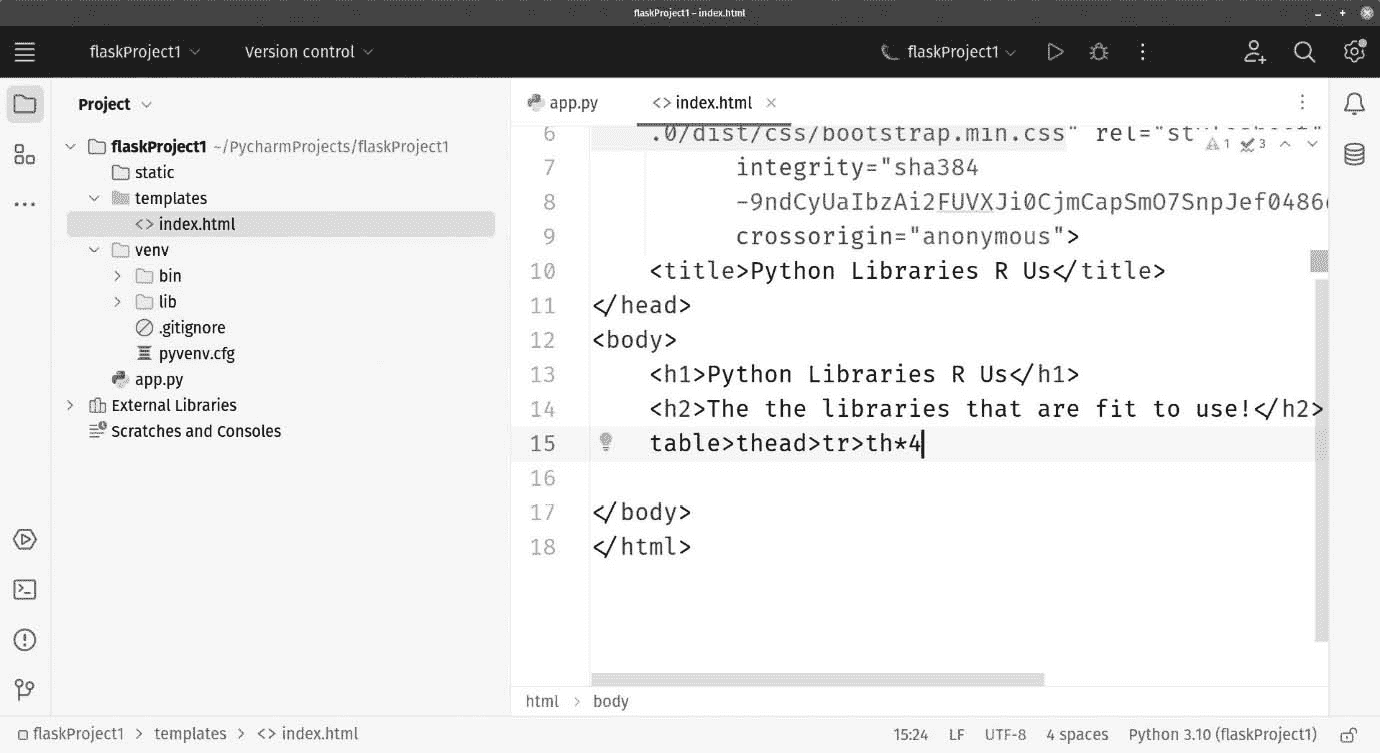 flaskProject1 – index.html
flaskProject1
Version control
flaskProject1
Project
flaskProject1 ~/PycharmProjects/flaskProject1
static
templates
<> index.html
venv
bin
lib
.gitignore
pyvenv.cfg
app.py
External Libraries
Scratches and Consoles
app.py
<> index.html
1
3
6 .0/dist/css/bootstrap.min.css" rel="
7 integrity="sha384
8 -9ndCyUaIbzAi2FUVXJi0CjmCapSmO7SnpJef0486
9 crossorigin="anonymous">
10 <title>Python Libraries R Us</title>
11 </head>
12 <body>
13 <h1>Python Libraries R Us</h1>
14 <h2>The the libraries that are fit to use!</h2>
15 table>thead>tr>th*4
16
17 </body>
18 </html>
html > body
flaskProject1 > templates > <> index.html
15:24 LF UTF-8 4 spaces Python 3.10 (flaskProject1)